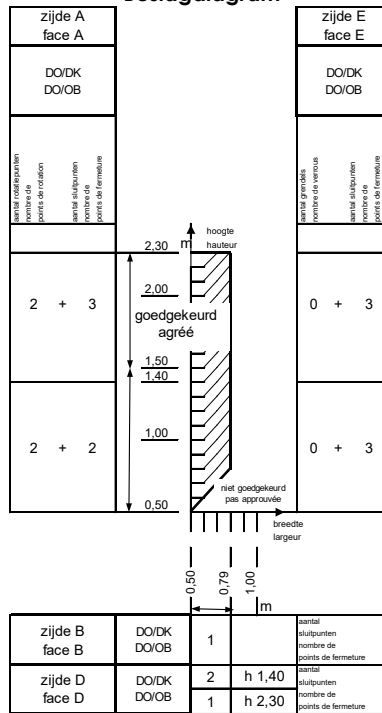 zijde A
face A
zijde E
face E
DO/DK
DO/OB
DO/DK
DO/OB
aantal rotatiepunten
nombre de
points de rotation
aantal sluitpunten
nombre de
points de fermeture
aantal grendels
nombre de verrous
aantal sluitpunten
nombre de
points de fermeture
hoogte
hauteur
m
2,30
2,00
2 + 3
goedgekeurd
agréé
0 + 3
1,50
1,40
1,00
2 + 2
0 + 3
niet goedgekeurd
pas approuvée
0,50
breedte
largeur
0,50
0,79
1,00
m
zijde B
face B
DO/DK
DO/OB
1
aantal
sluitpunten
nombre de
points de fermeture
zijde D
face D
DO/DK
DO/OB
2 h 1,40
1 h 2,30
aantal
sluitpunten
nombre de
points de fermeture